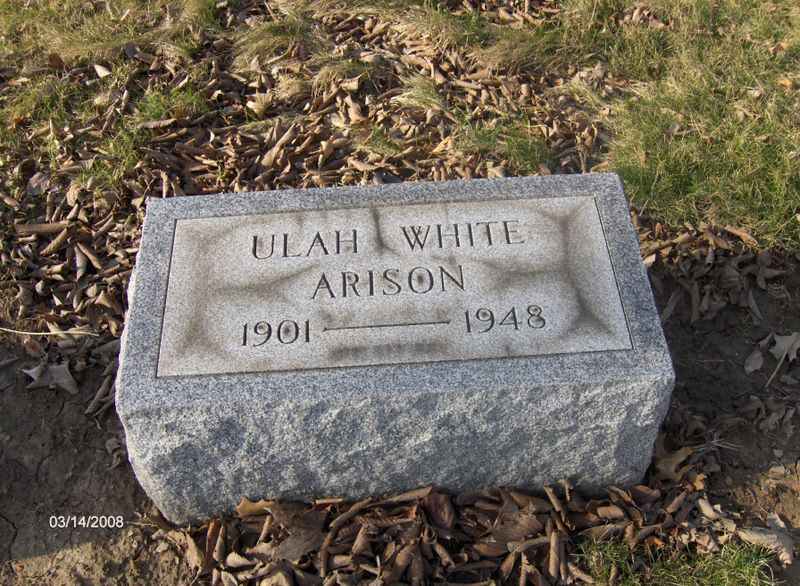 ULAH WHITE
ARISON
1901 — 1948
03/14/2008